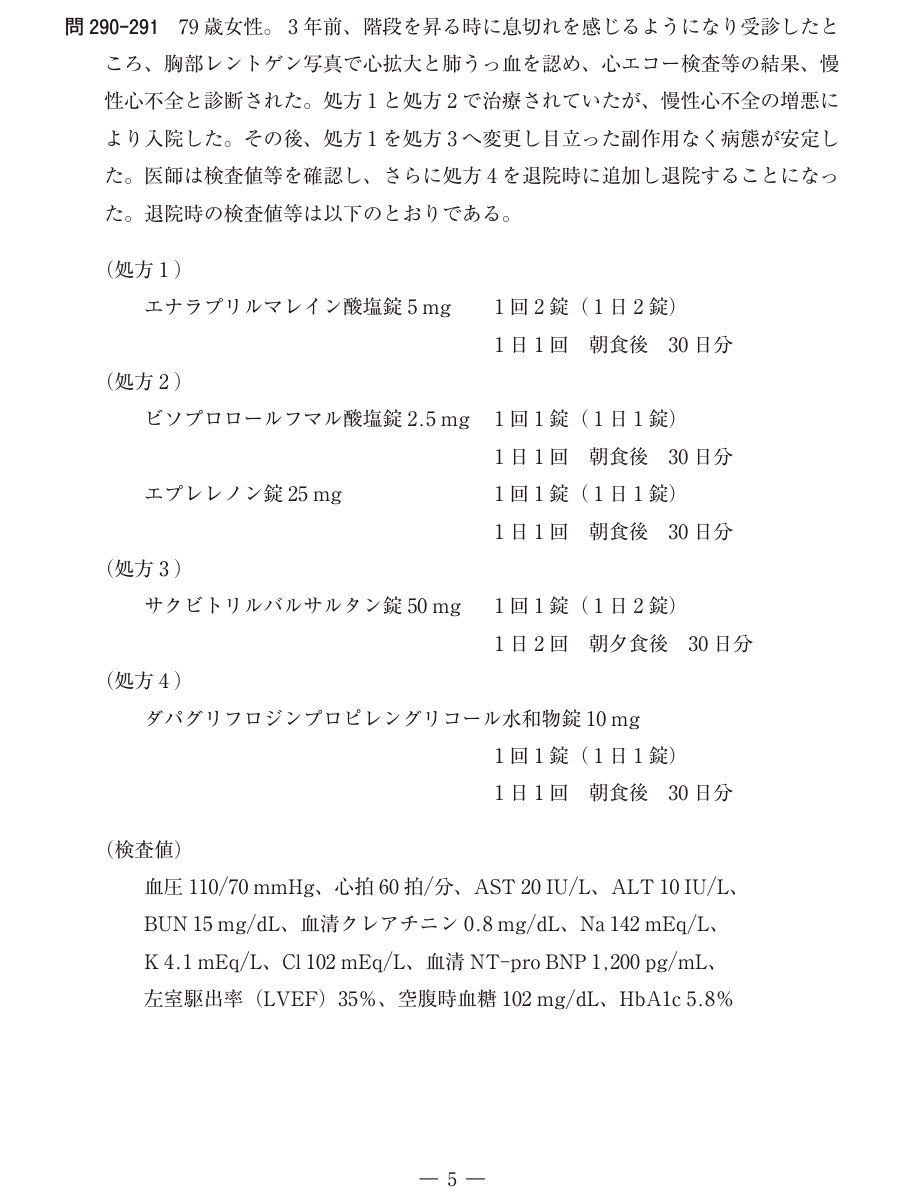 問 290-291 79 歳女性。3 年前、階段を昇る時に息切れを感じるようになり受診したと
ころ、胸部レントゲン写真で心拡大と肺うっ血を認め、心エコー検査等の結果、慢
性心不全と診断された。処方 1 と処方 2 で治療されていたが、慢性心不全の増悪に
より入院した。その後、処方 1 を処方 3 へ変更し目立った副作用なく病態が安定し
た。医師は検査値等を確認し、さらに処方 4 を退院時に追加し退院することになっ
た。退院時の検査値等は以下のとおりである。
(処方 1 )
エナラプリルマレイン酸塩錠 5 mg 1 回 2 錠(1 日 2 錠)
1 日 1 回 朝食後 30 日分
(処方 2 )
ビソプロロールフマル酸塩錠 2.5 mg 1 回 1 錠(1 日 1 錠)
1 日 1 回 朝食後 30 日分
エプレレノン錠 25 mg 1 回 1 錠(1 日 1 錠)
1 日 1 回 朝食後 30 日分
(処方 3 )
サクビトリルバルサルタン錠 50 mg 1 回 1 錠(1 日 2 錠)
1 日 2 回 朝夕食後 30 日分
(処方 4 )
ダパグリフロジンプロピレングリコール水和物錠 10 mg
1 回 1 錠(1 日 1 錠)
1 日 1 回 朝食後 30 日分
(検査値)
血圧 110/70 mmHg、心拍 60 拍/分、AST 20 IU/L、ALT 10 IU/L、
BUN 15 mg/dL、血清クレアチニン 0.8 mg/dL、Na 142 mEq/L、
K 4.1 mEq/L、Cl 102 mEq/L、血清 NT-pro BNP 1,200 pg/mL、
左室駆出率(LVEF)35%、空腹時血糖 102 mg/dL、HbA1c 5.8%
— 5 —